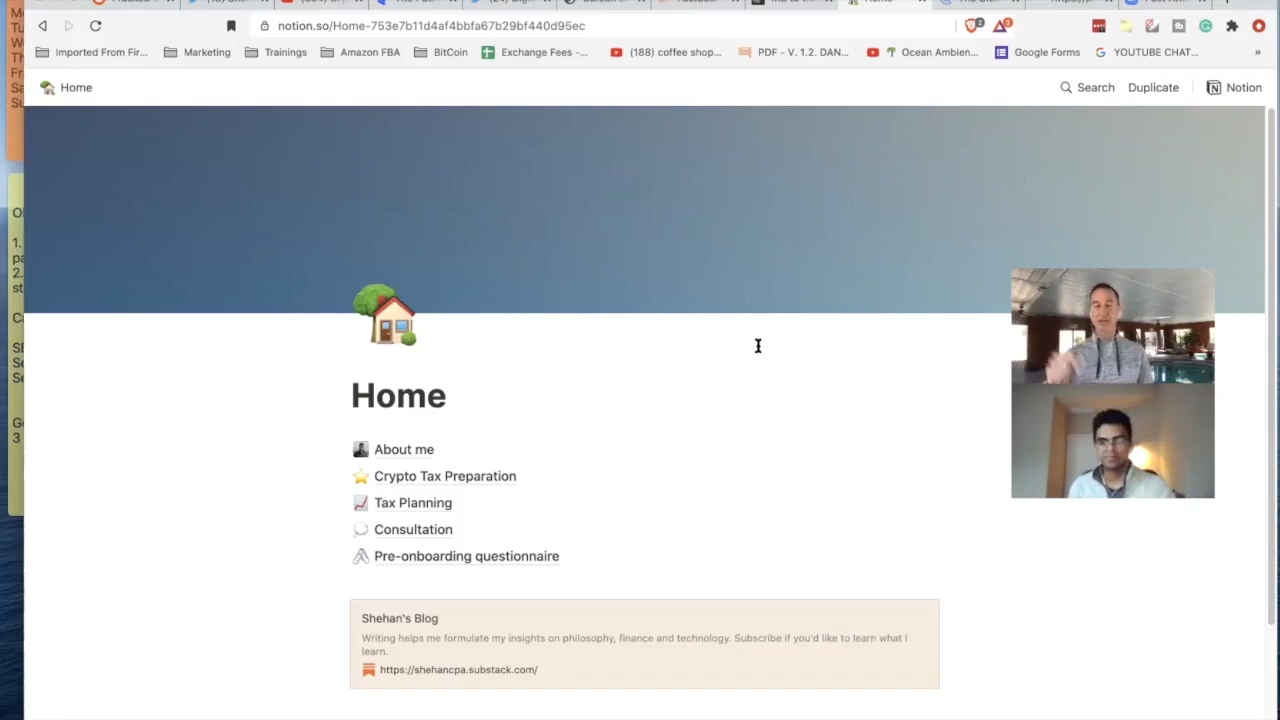 notion.so/Home-753e7b11d4af4bbfa67b29bf440d95ec
Imported From Fir... Marketing Trainings Amazon FBA BitCoin Exchange Fees -... (188) coffee shop... PDF - V. 1.2. DAN... Ocean Ambien... Google Forms YOUTUBE CHAT... »
Home Search Duplicate Notion
Home
About me
Crypto Tax Preparation
Tax Planning
Consultation
Pre-onboarding questionnaire
Shehan's Blog
Writing helps me formulate my insights on philosophy, finance and technology. Subscribe if you'd like to learn what I
learn.
https://shehancpa.substack.com/